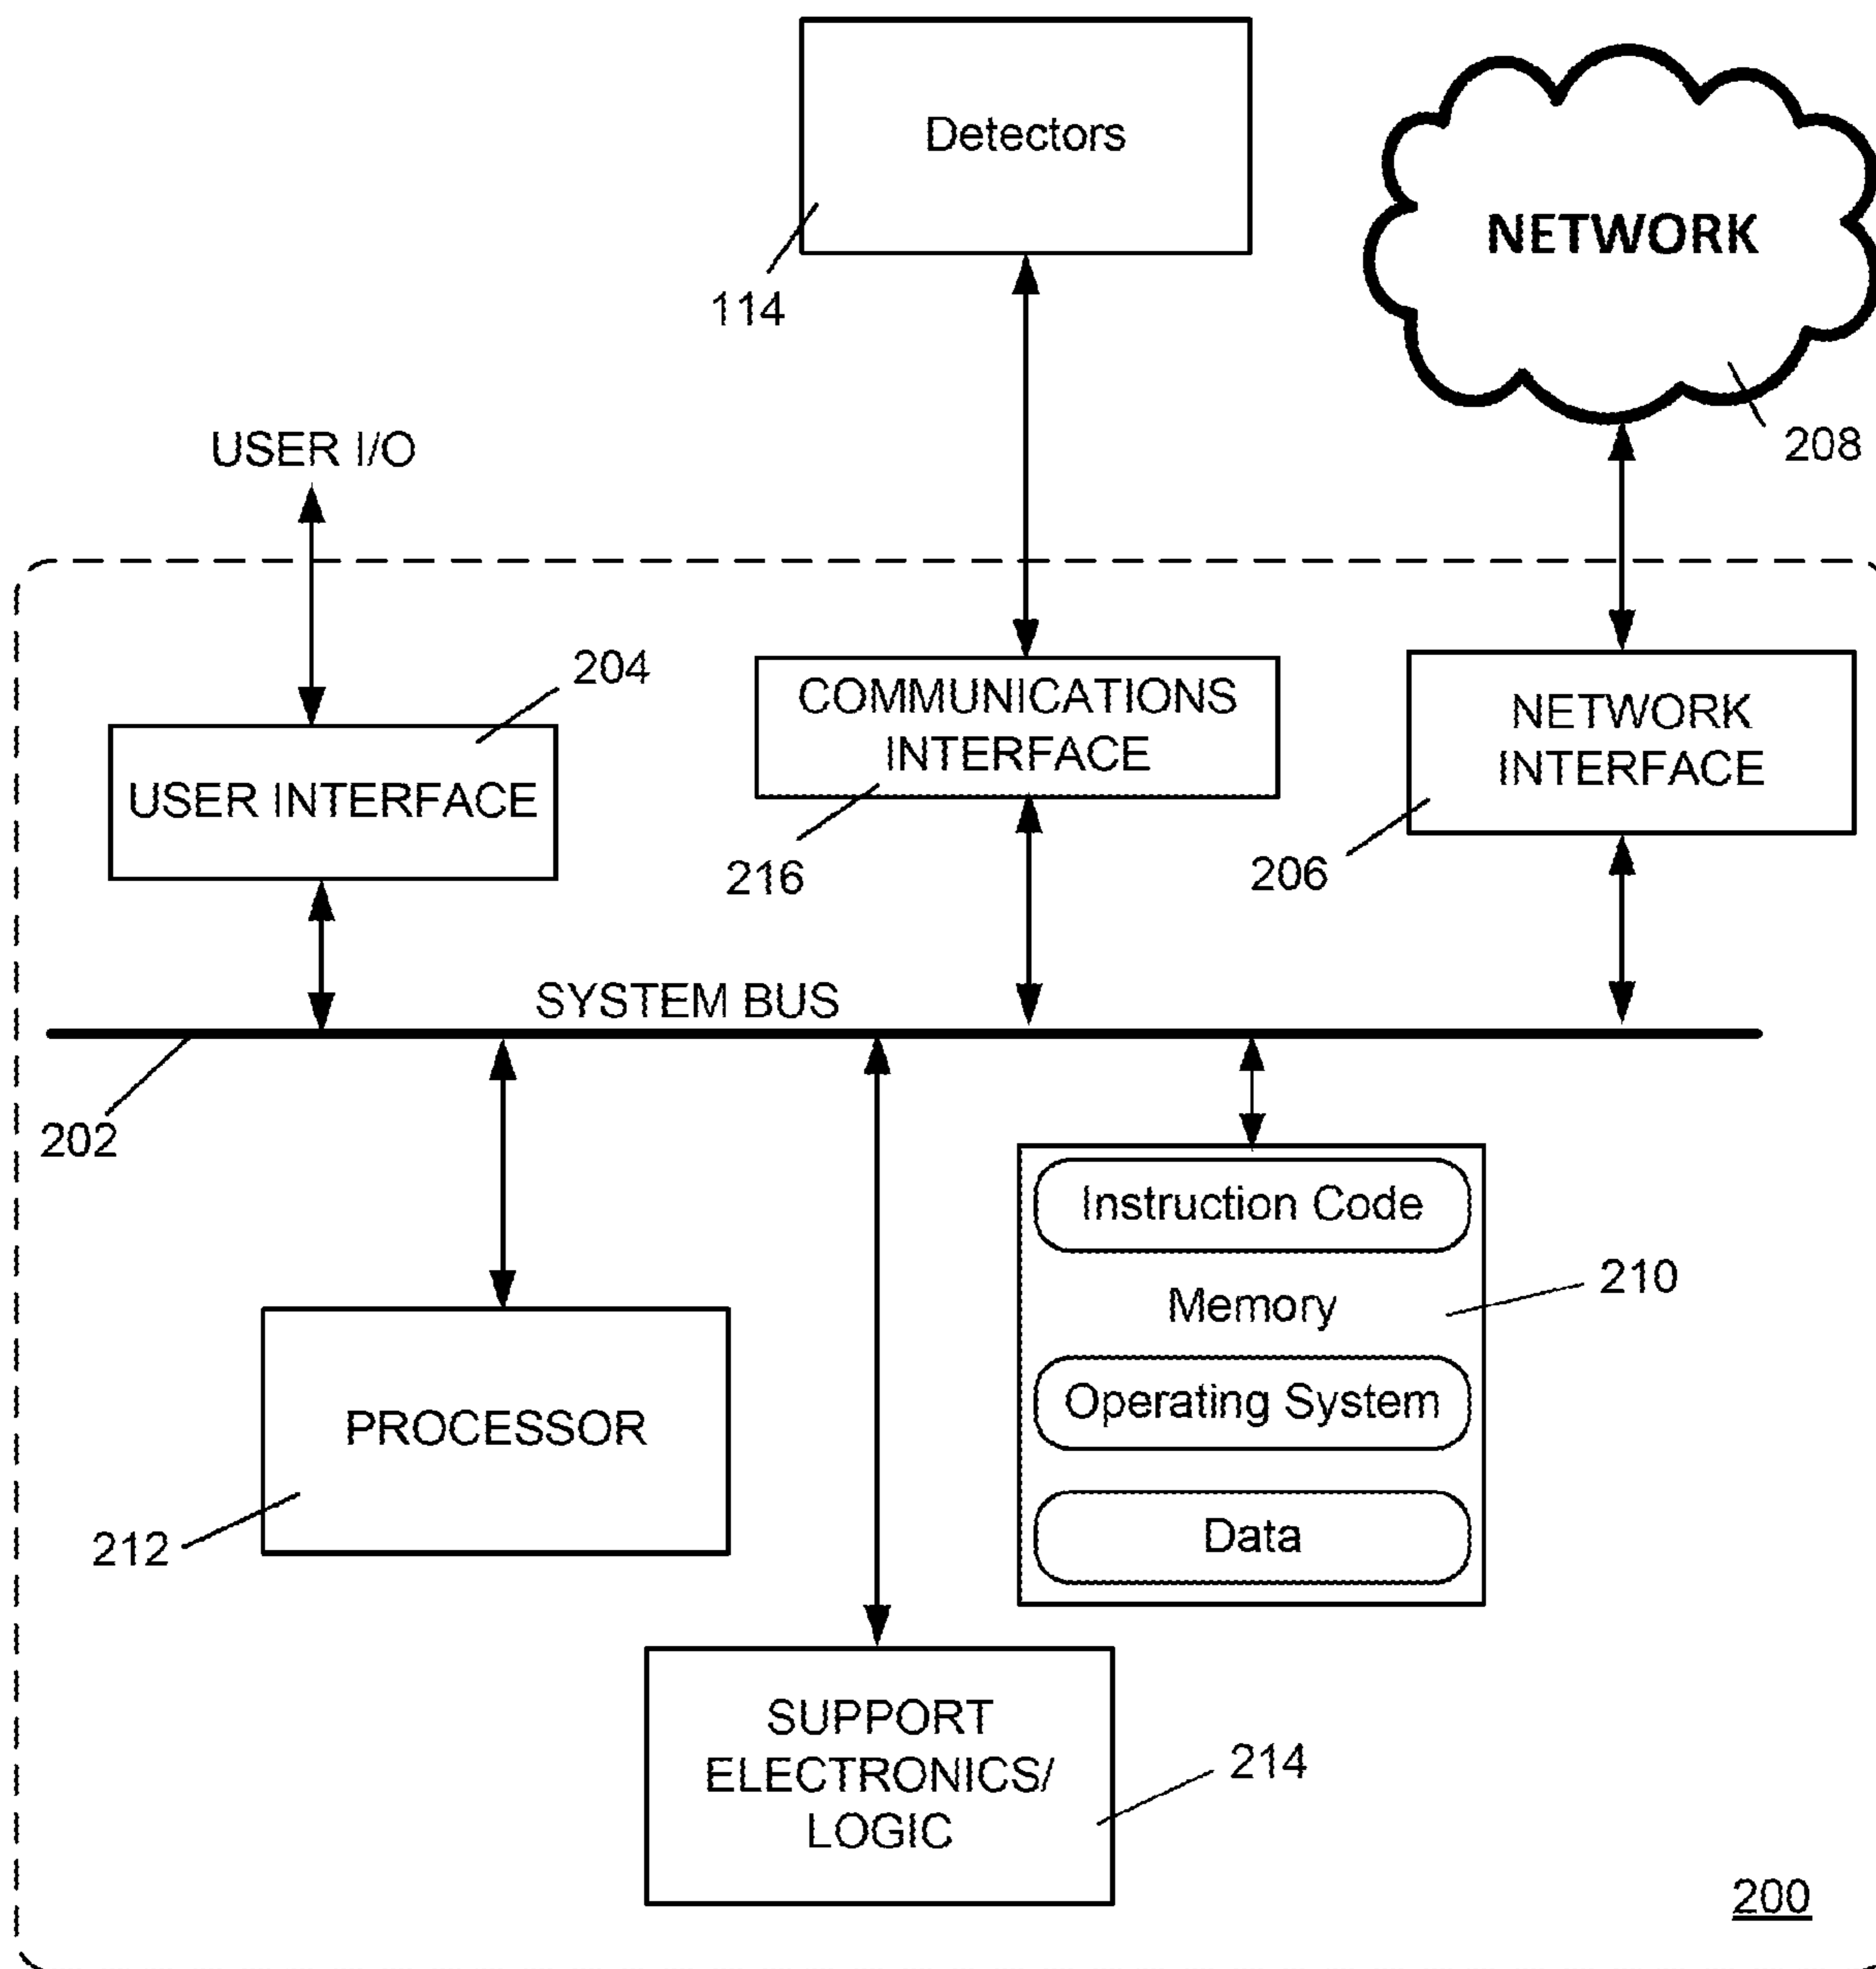 Detectors
114
NETWORK
208
USER I/O
204
USER INTERFACE
COMMUNICATIONS
INTERFACE
216
NETWORK
INTERFACE
206
SYSTEM BUS
202
Instruction Code
Memory
210
Operating System
Data
PROCESSOR
212
SUPPORT
ELECTRONICS/
LOGIC
214
200